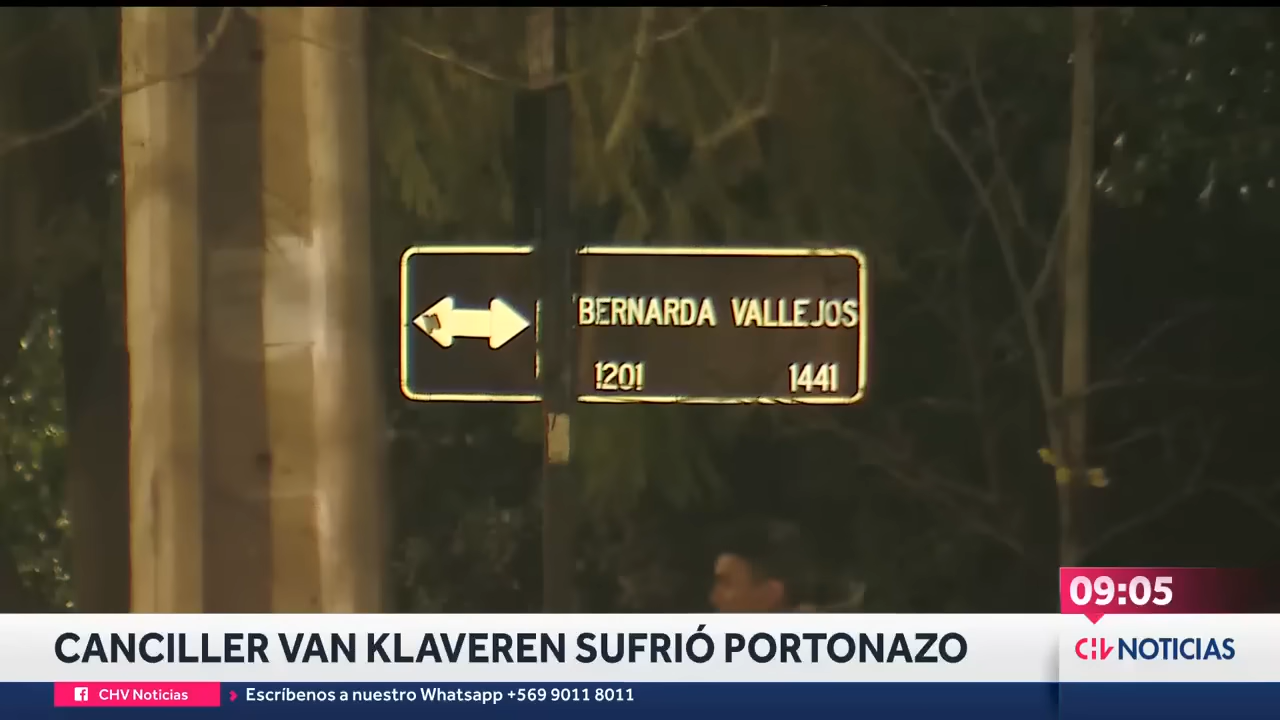 BERNARDA VALLEJOS
1201 1441
09:05
CANCILLER VAN KLAVEREN SUFRIÓ PORTONAZO
CHV NOTICIAS
CHV Noticias Escríbenos a nuestro Whatsapp +569 9011 8011